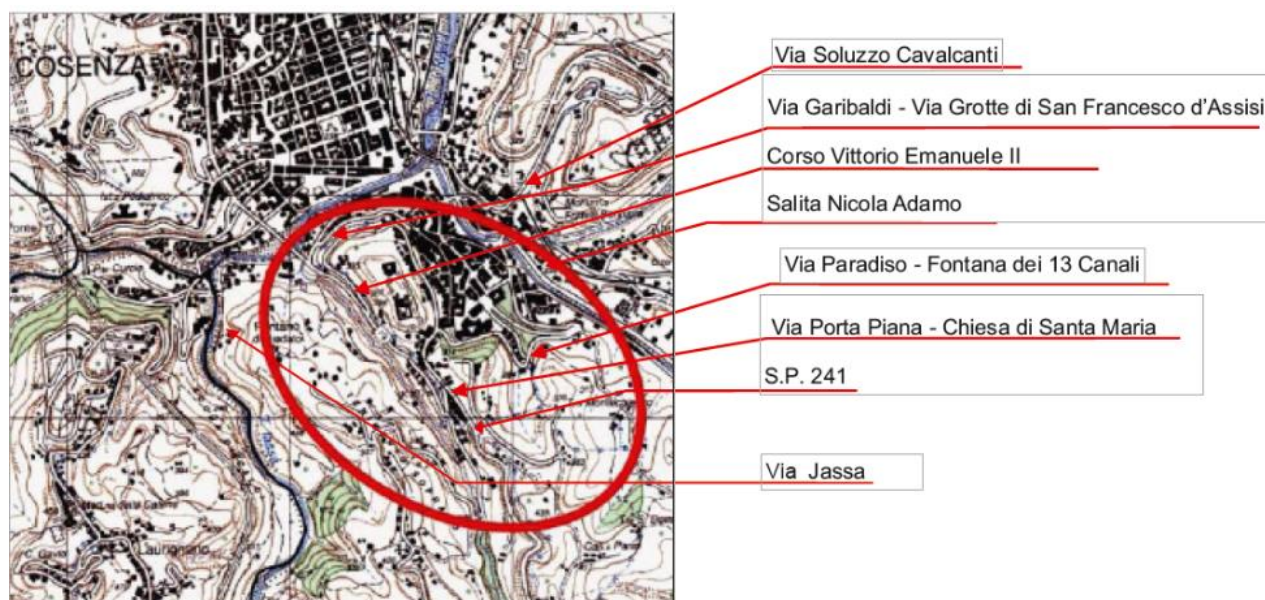 COSENZA
Via Soluzzo Cavalcanti
Via Garibaldi - Via Grotte di San Francesco d'Assisi
Corso Vittorio Emanuele II
Salita Nicola Adamo
Via Paradiso - Fontana dei 13 Canali
Via Porta Piana - Chiesa di Santa Maria
S.P. 241
Via Jassa
Laurignano